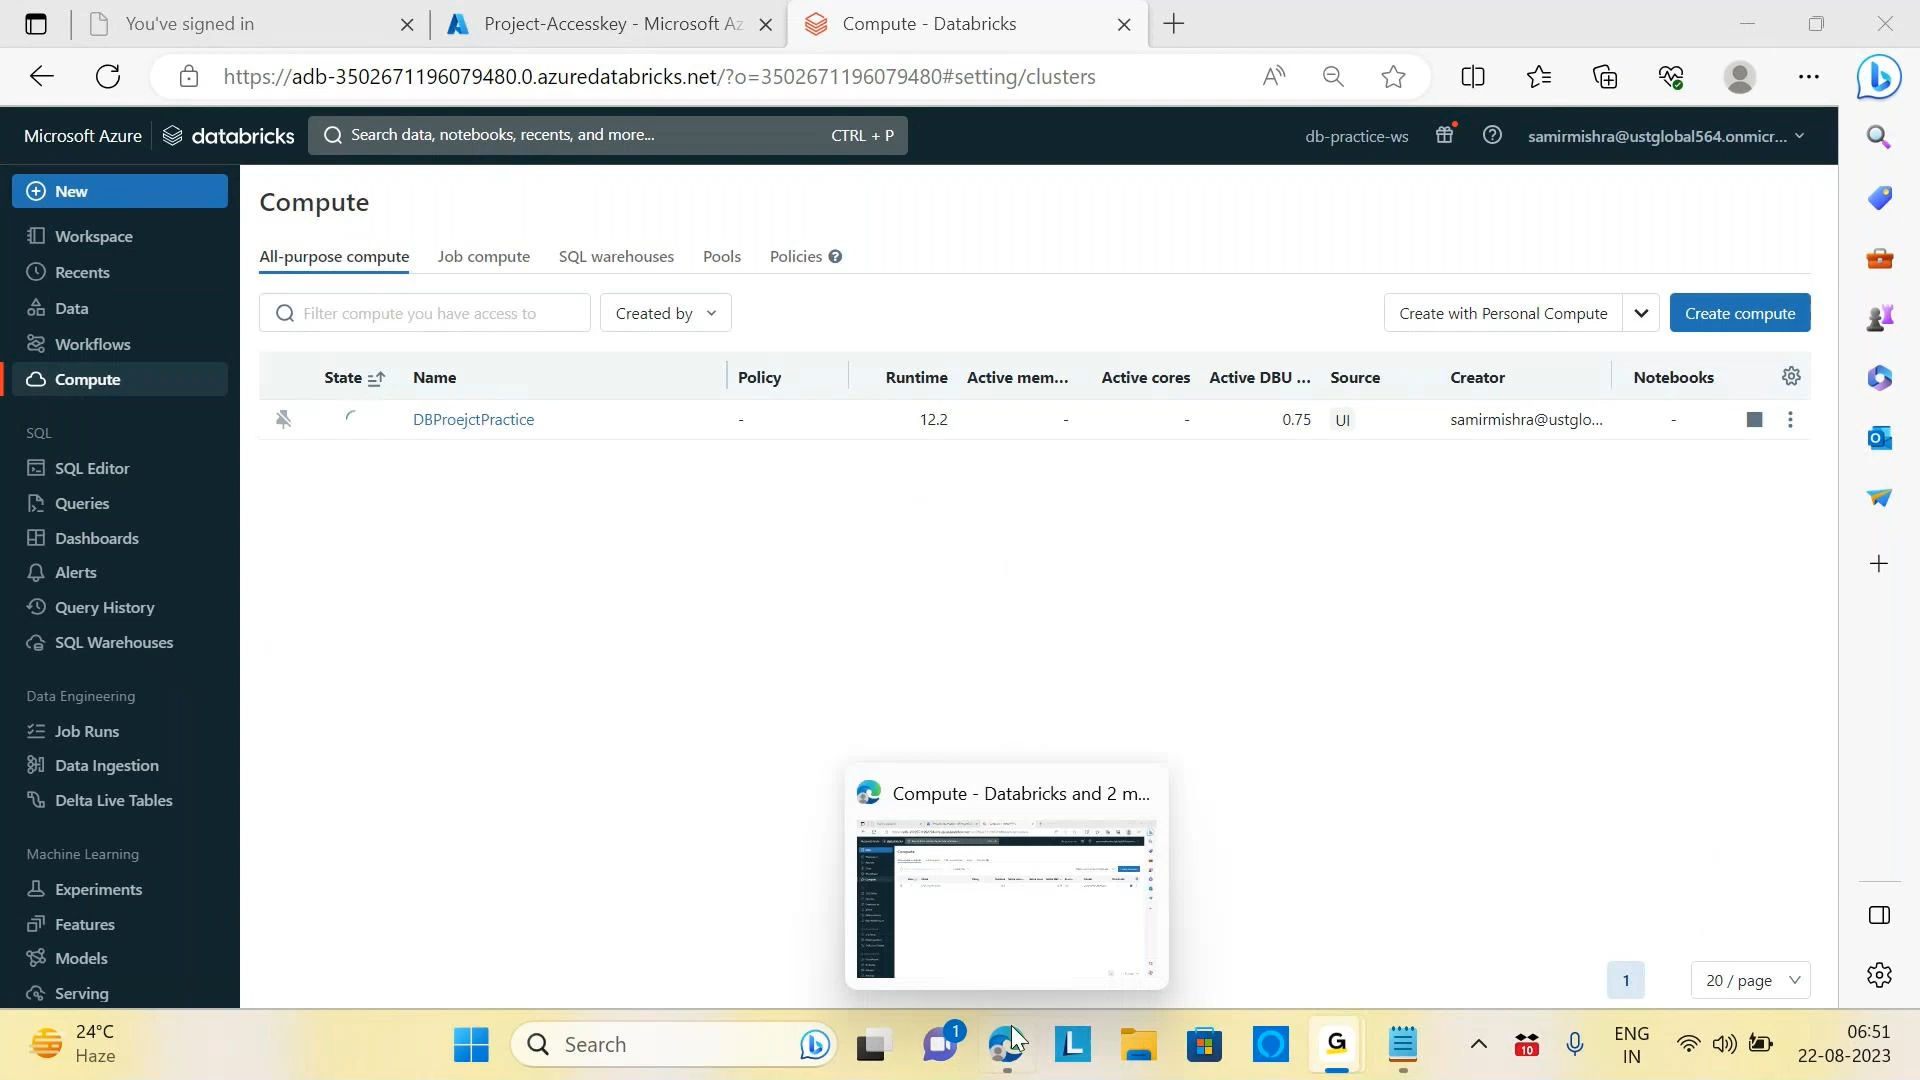 You've signed in
Project-Accesskey - Microsoft Az
Compute - Databricks
https://adb-3502671196079480.0.azuredatabricks.net/?o=3502671196079480#setting/clusters
Microsoft Azure
databricks
Search data, notebooks, recents, and more...
CTRL + P
db-practice-ws
samirmishra@ustglobal564.onmicr...
New
Workspace
Recents
Data
Workflows
Compute
SQL
SQL Editor
Queries
Dashboards
Alerts
Query History
SQL Warehouses
Data Engineering
Job Runs
Data Ingestion
Delta Live Tables
Machine Learning
Experiments
Features
Models
Serving
Compute
All-purpose compute
Job compute
SQL warehouses
Pools
Policies
Filter compute you have access to
Created by
Create with Personal Compute
Create compute
State Name Policy Runtime Active mem... Active cores Active DBU ... Source Creator Notebooks
DBProejctPractice - 12.2 - - 0.75 UI samirmishra@ustglo... -
Compute - Databricks and 2 m...
1
20 / page
24°C
Haze
Search
1
L
G
10
ENG
IN
06:51
22-08-2023